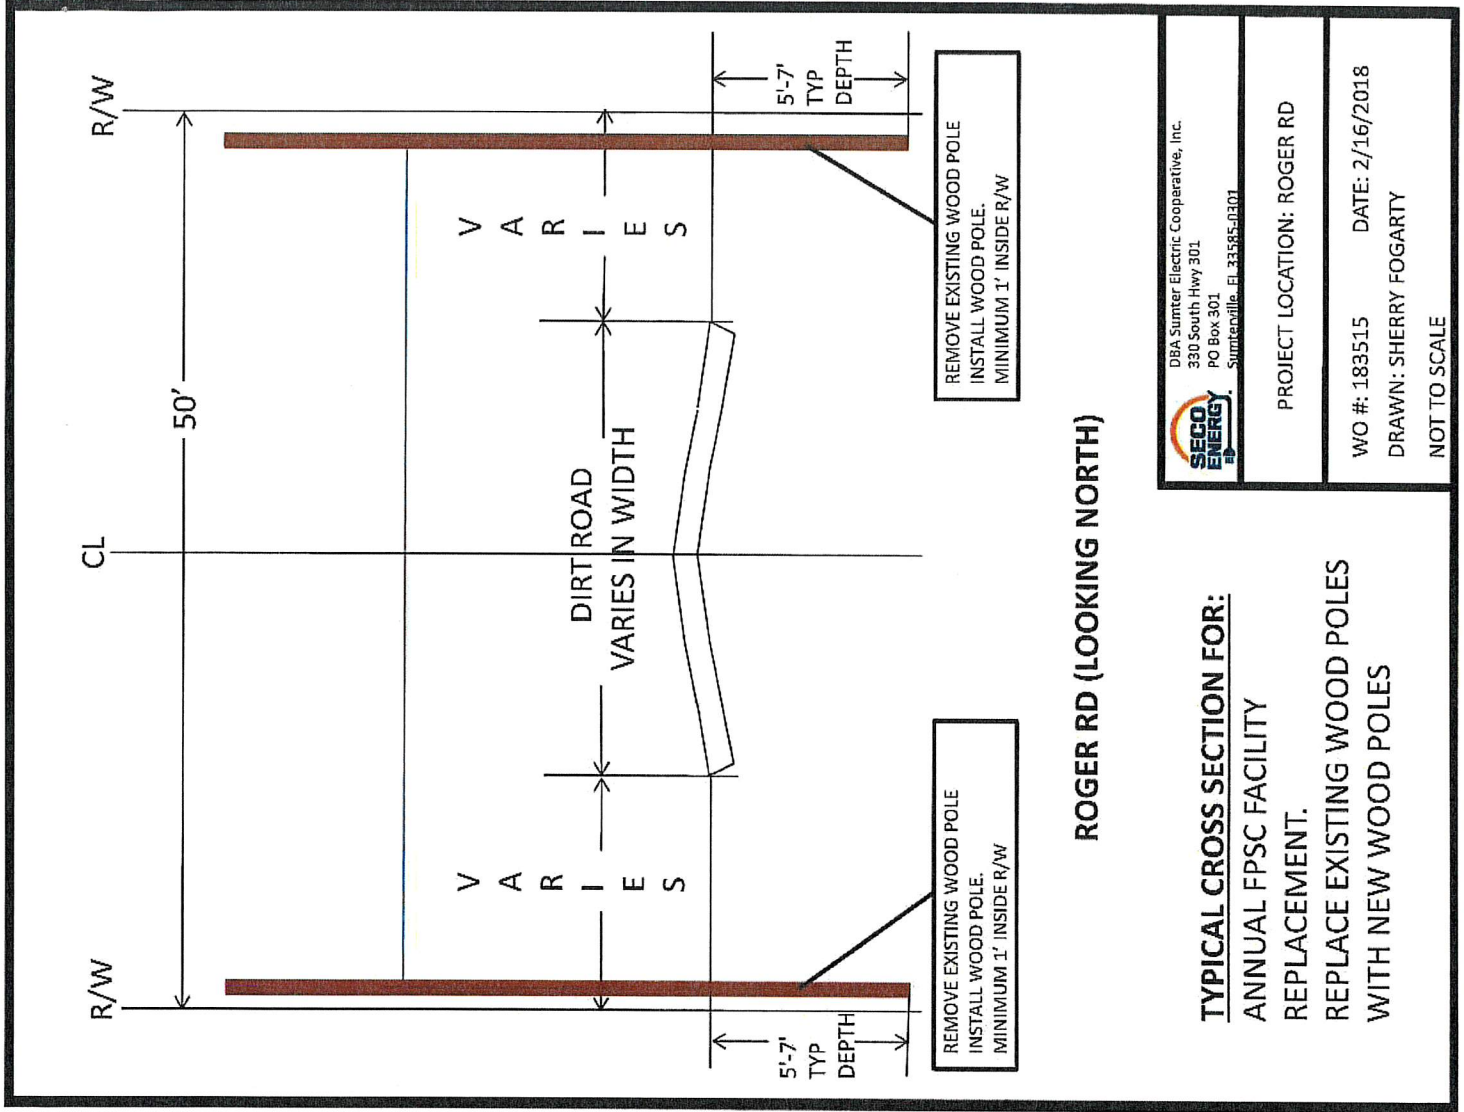 R/W
CL
R/W
50'
DIRT ROAD
VARIES IN WIDTH
V
A
R
I
E
S
V
A
R
I
E
S
5'-7'
TYP
DEPTH
5'-7'
TYP
DEPTH
REMOVE EXISTING WOOD POLE
INSTALL WOOD POLE.
MINIMUM 1' INSIDE R/W
REMOVE EXISTING WOOD POLE
INSTALL WOOD POLE.
MINIMUM 1' INSIDE R/W
ROGER RD (LOOKING NORTH)
TYPICAL CROSS SECTION FOR:
ANNUAL FPSC FACILITY
REPLACEMENT.
REPLACE EXISTING WOOD POLES
WITH NEW WOOD POLES
SECO
ENERGY
DBA Sumter Electric Cooperative, Inc.
330 South Hwy 301
PO Box 301
Sumterville, FL 33585-0301
PROJECT LOCATION: ROGER RD
WO #: 183515 DATE: 2/16/2018
DRAWN: SHERRY FOGARTY
NOT TO SCALE